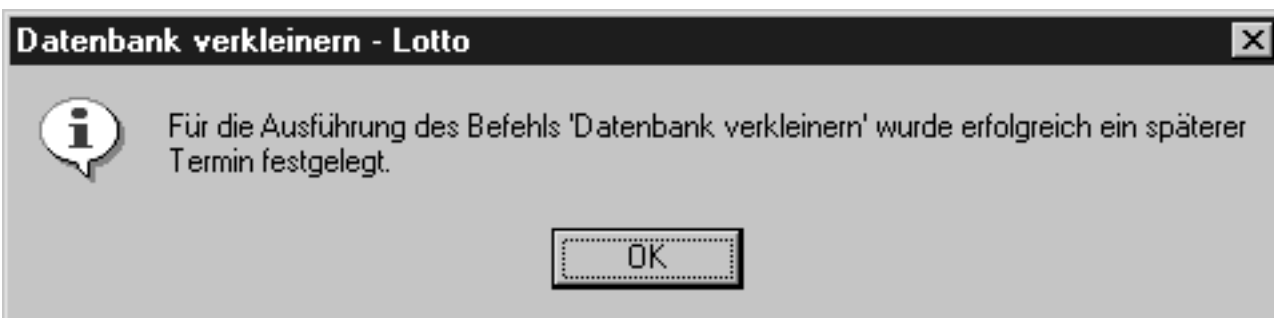 Datenbank verkleinern - Lotto
Für die Ausführung des Befehls 'Datenbank verkleinern' wurde erfolgreich ein späterer
Termin festgelegt.
OK